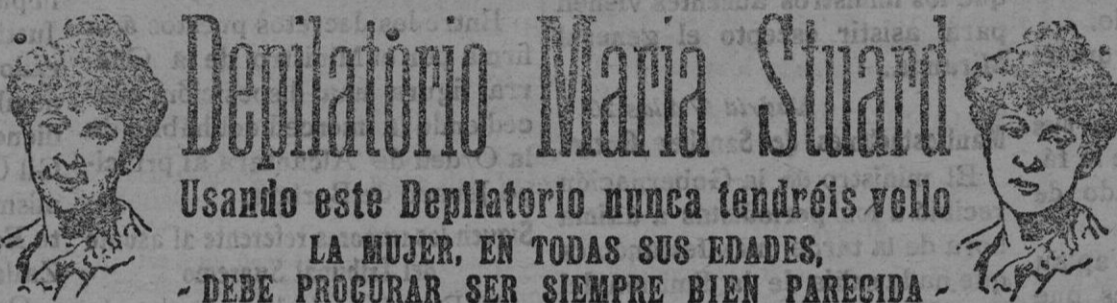 Depilatorio María Stuard
Usando este Depilatorio nunca tendréis vello
LA MUJER, EN TODAS SUS EDADES,
- DEBE PROCURAR SER SIEMPRE BIEN PARECIDA -